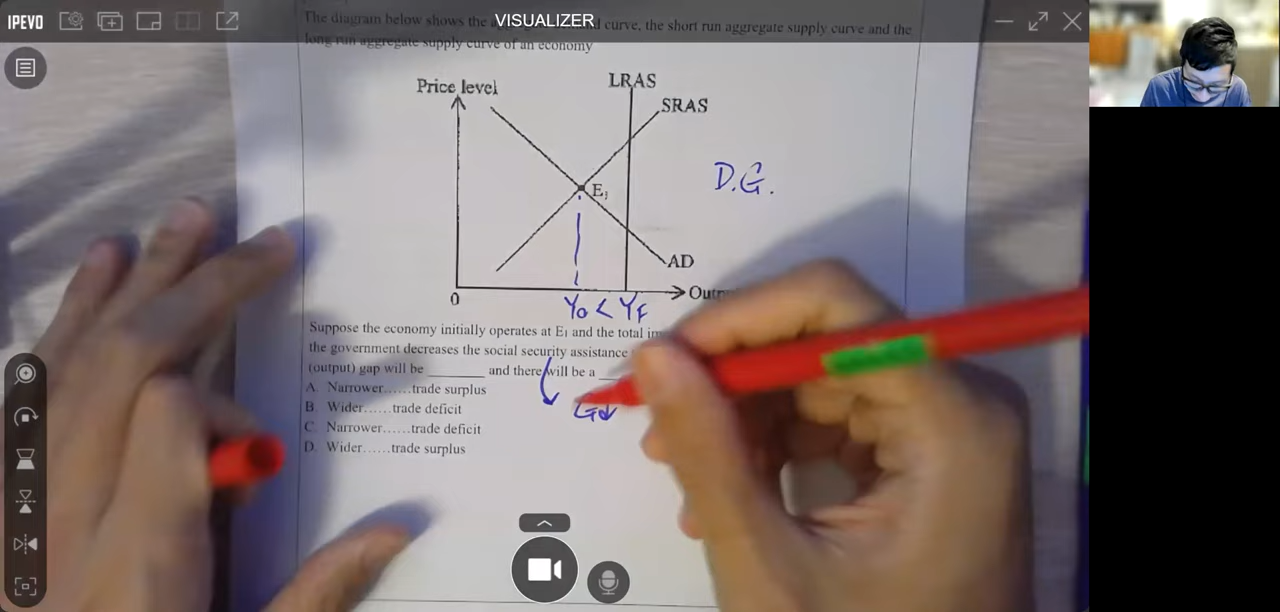 IPEVO
VISUALIZER
The diagram below shows the curve, the short run aggregate supply curve and the
long run aggregate supply curve of an economy
Price level
LRAS
SRAS
D.G.
E₁
AD
0
Y₀ < Y_F
Suppose the economy initially operates at E₁ and the total
the government decreases the social security assistance
(output) gap will be ________ and there will be a
A. Narrower......trade surplus
B. Wider......trade deficit
C. Narrower......trade deficit
D. Wider......trade surplus